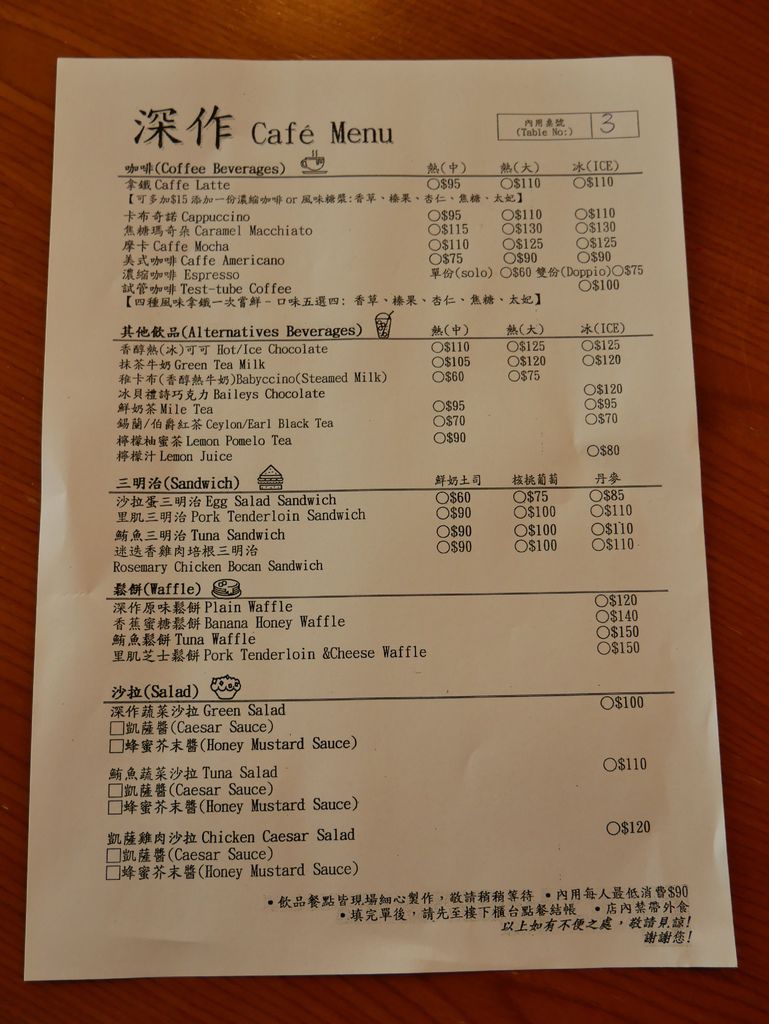 深作 Café Menu
內用桌號
(Table No:) 3
咖啡(Coffee Beverages) 熱(中) 熱(大) 冰(ICE)
拿鐵 Caffe Latte ○$95 ○$110 ○$110
【可多加$15 添加一份濃縮咖啡 or 風味糖漿:香草、榛果、杏仁、焦糖、太妃】
卡布奇諾 Cappuccino ○$95 ○$110 ○$110
焦糖瑪奇朵 Caramel Macchiato ○$115 ○$130 ○$130
摩卡 Caffe Mocha ○$110 ○$125 ○$125
美式咖啡 Caffe Americano ○$75 ○$90 ○$90
濃縮咖啡 Espresso 單份(solo) ○$60 雙份(Doppio)○$75
試管咖啡 Test-tube Coffee ○$100
【四種風味拿鐵一次嘗鮮-口味五選四: 香草、榛果、杏仁、焦糖、太妃】
其他飲品(Alternatives Beverages) 熱(中) 熱(大) 冰(ICE)
香醇熱(冰)可可 Hot/Ice Chocolate ○$110 ○$125 ○$125
抹茶牛奶 Green Tea Milk ○$105 ○$120 ○$120
雅卡布(香醇熱牛奶)Babyccino(Steamed Milk) ○$60 ○$75
冰貝禮詩巧克力 Baileys Chocolate ○$120
鮮奶茶 Mile Tea ○$95 ○$95
錫蘭/伯爵紅茶 Ceylon/Earl Black Tea ○$70 ○$70
檸檬柚蜜茶 Lemon Pomelo Tea ○$90
檸檬汁 Lemon Juice ○$80
三明治(Sandwich) 鮮奶土司 核桃葡萄 丹麥
沙拉蛋三明治 Egg Salad Sandwich ○$60 ○$75 ○$85
里肌三明治 Pork Tenderloin Sandwich ○$90 ○$100 ○$110
鮪魚三明治 Tuna Sandwich ○$90 ○$100 ○$110
迷迭香雞肉培根三明治 ○$90 ○$100 ○$110
Rosemary Chicken Bocan Sandwich
鬆餅(Waffle)
深作原味鬆餅 Plain Waffle ○$120
香蕉蜜糖鬆餅 Banana Honey Waffle ○$140
鮪魚鬆餅 Tuna Waffle ○$150
里肌芝士鬆餅 Pork Tenderloin &Cheese Waffle ○$150
沙拉(Salad)
深作蔬菜沙拉 Green Salad ○$100
□凱薩醬(Caesar Sauce)
□蜂蜜芥末醬(Honey Mustard Sauce)
鮪魚蔬菜沙拉 Tuna Salad ○$110
□凱薩醬(Caesar Sauce)
□蜂蜜芥末醬(Honey Mustard Sauce)
凱薩雞肉沙拉 Chicken Caesar Salad ○$120
□凱薩醬(Caesar Sauce)
□蜂蜜芥末醬(Honey Mustard Sauce)
•飲品餐點皆現場細心製作，敬請稍稍等待 •內用每人最低消費$90
•填完單後，請先至樓下櫃台點餐結帳 •店內禁帶外食
以上如有不便之處，敬請見諒!
謝謝您!